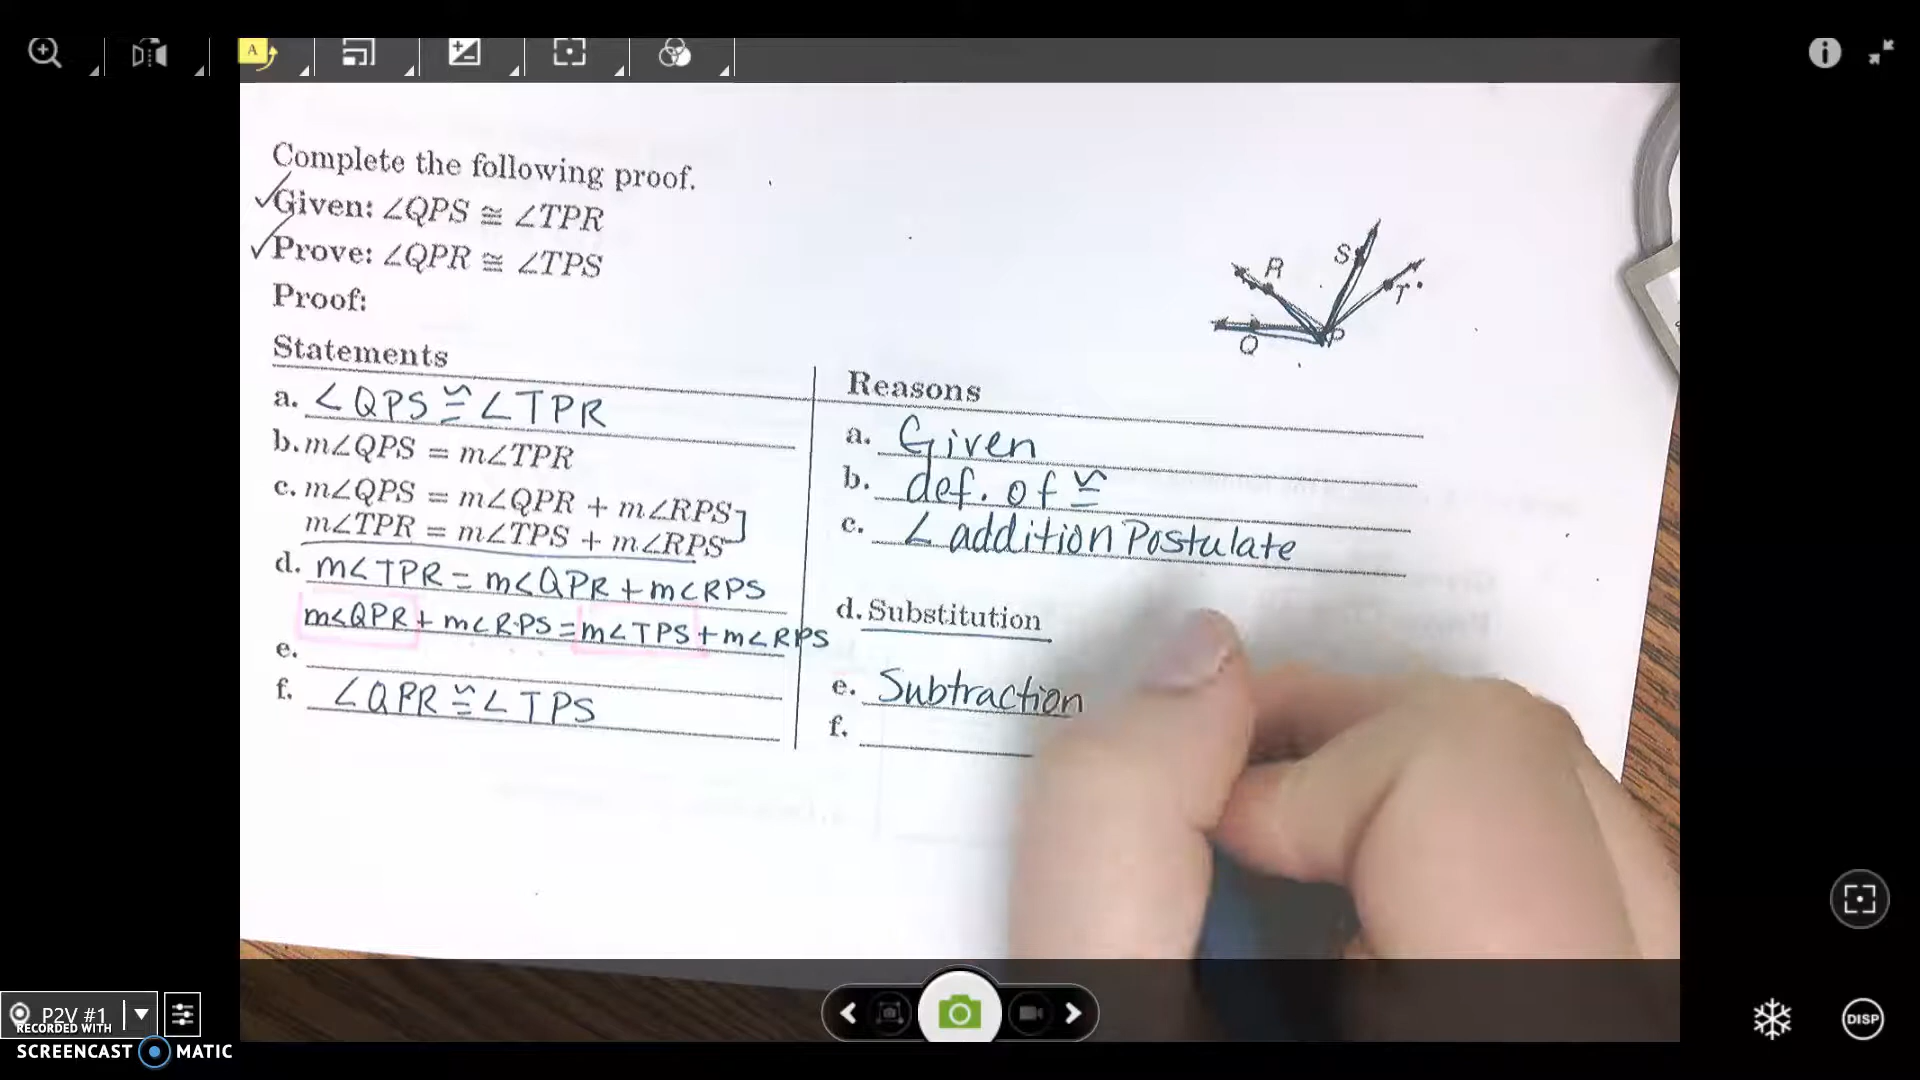 A
Complete the following proof.
Given: ∠QPS ≅ ∠TPR
Prove: ∠QPR ≅ ∠TPS
Proof:
R
S
T
Q
P
Statements
a. ∠QPS ≅ ∠TPR
b. m∠QPS = m∠TPR
c. m∠QPS = m∠QPR + m∠RPS
m∠TPR = m∠TPS + m∠RPS
d. m∠TPR = m∠QPR + m∠RPS
m∠QPR + m∠RPS = m∠TPS + m∠RPS
e.
f. ∠QPR ≅ ∠TPS
Reasons
a. Given
b. def. of ≅
c. ∠ addition Postulate
d. Substitution
e. Subtraction
f.
P2V #1
RECORDED WITH
SCREENCAST MATIC
DISP